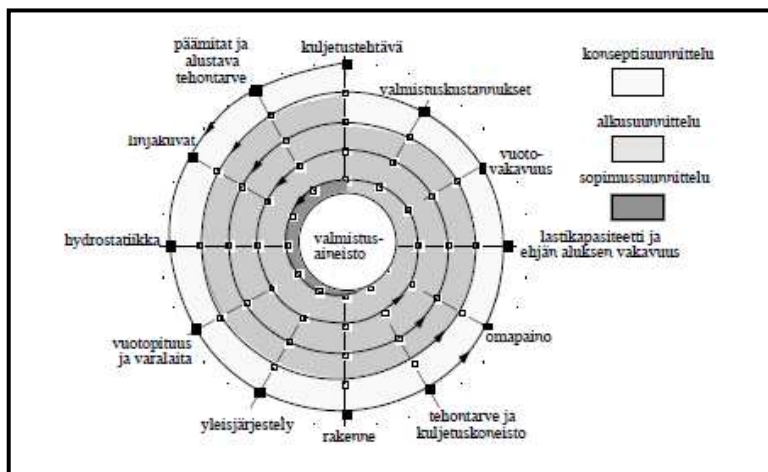 päämitat ja
alustava
tehontarve
kuljetustehtävä
valmistuskustannukset
vuoto-
vakavuus
lastikapasiteetti ja
ehjän aluksen vakavuus
omapaino
tehontarve ja
kuljetuskoneisto
rakenne
yleisjärjestely
vuotopituus
ja varalaita
hydrostatiikka
linjakuvat
valmistus-
aineisto
konseptisuunnittelu
alkusuunnittelu
sopimussuunnittelu